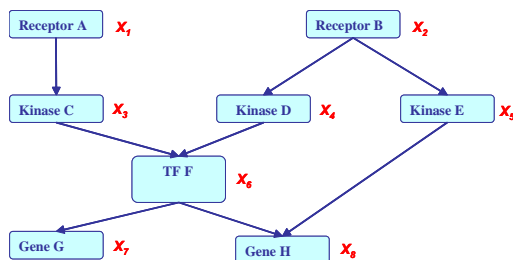 Receptor A X₁ Receptor B X₂
Kinase C X₃ Kinase D X₄ Kinase E X₅
TF F X₆
Gene G X₇ Gene H X₈